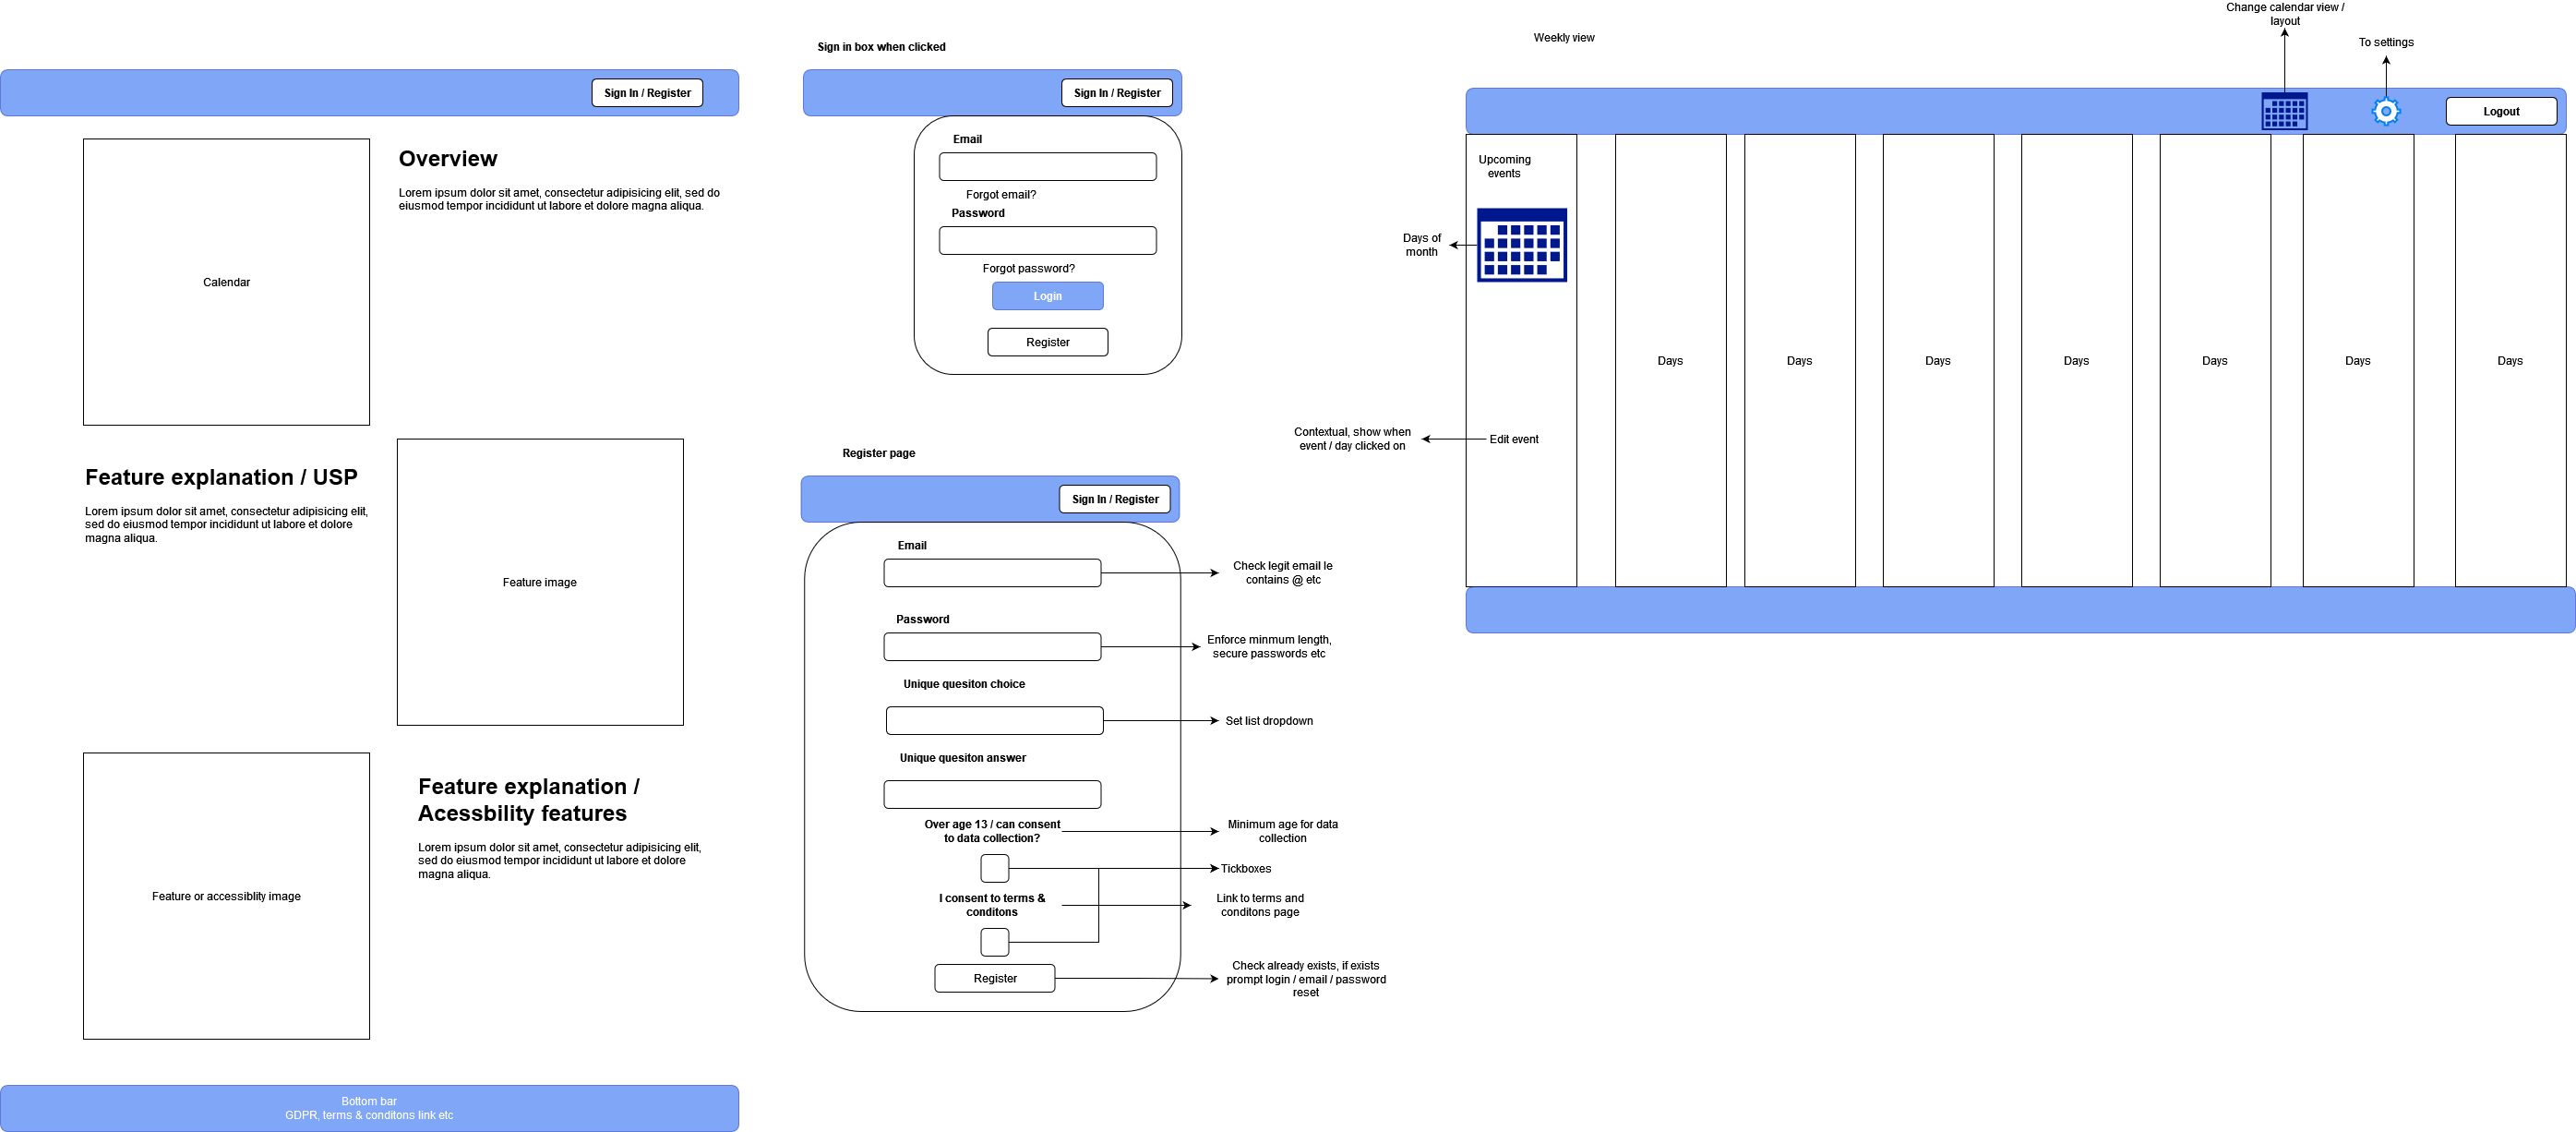 Sign In / Register
Calendar
Overview
Lorem ipsum dolor sit amet, consectetur adipisicing elit, sed do
eiusmod tempor incididunt ut labore et dolore magna aliqua.
Feature explanation / USP
Lorem ipsum dolor sit amet, consectetur adipisicing elit,
sed do eiusmod tempor incididunt ut labore et dolore
magna aliqua.
Feature image
Feature or accessiblity image
Feature explanation /
Acessbility features
Lorem ipsum dolor sit amet, consectetur adipisicing elit,
sed do eiusmod tempor incididunt ut labore et dolore
magna aliqua.
Bottom bar
GDPR, terms & conditons link etc
Sign in box when clicked
Sign In / Register
Email
Forgot email?
Password
Forgot password?
Login
Register
Register page
Sign In / Register
Email
Check legit email Ie
contains @ etc
Password
Enforce minmum length,
secure passwords etc
Unique quesiton choice
Set list dropdown
Unique quesiton answer
Over age 13 / can consent
to data collection?
Minimum age for data
collection
Tickboxes
I consent to terms &
conditons
Link to terms and
conditons page
Register
Check already exists, if exists
prompt login / email / password
reset
Weekly view
Change calendar view /
layout
To settings
Logout
Upcoming
events
Days of
month
Contextual, show when
event / day clicked on
Edit event
Days
Days
Days
Days
Days
Days
Days